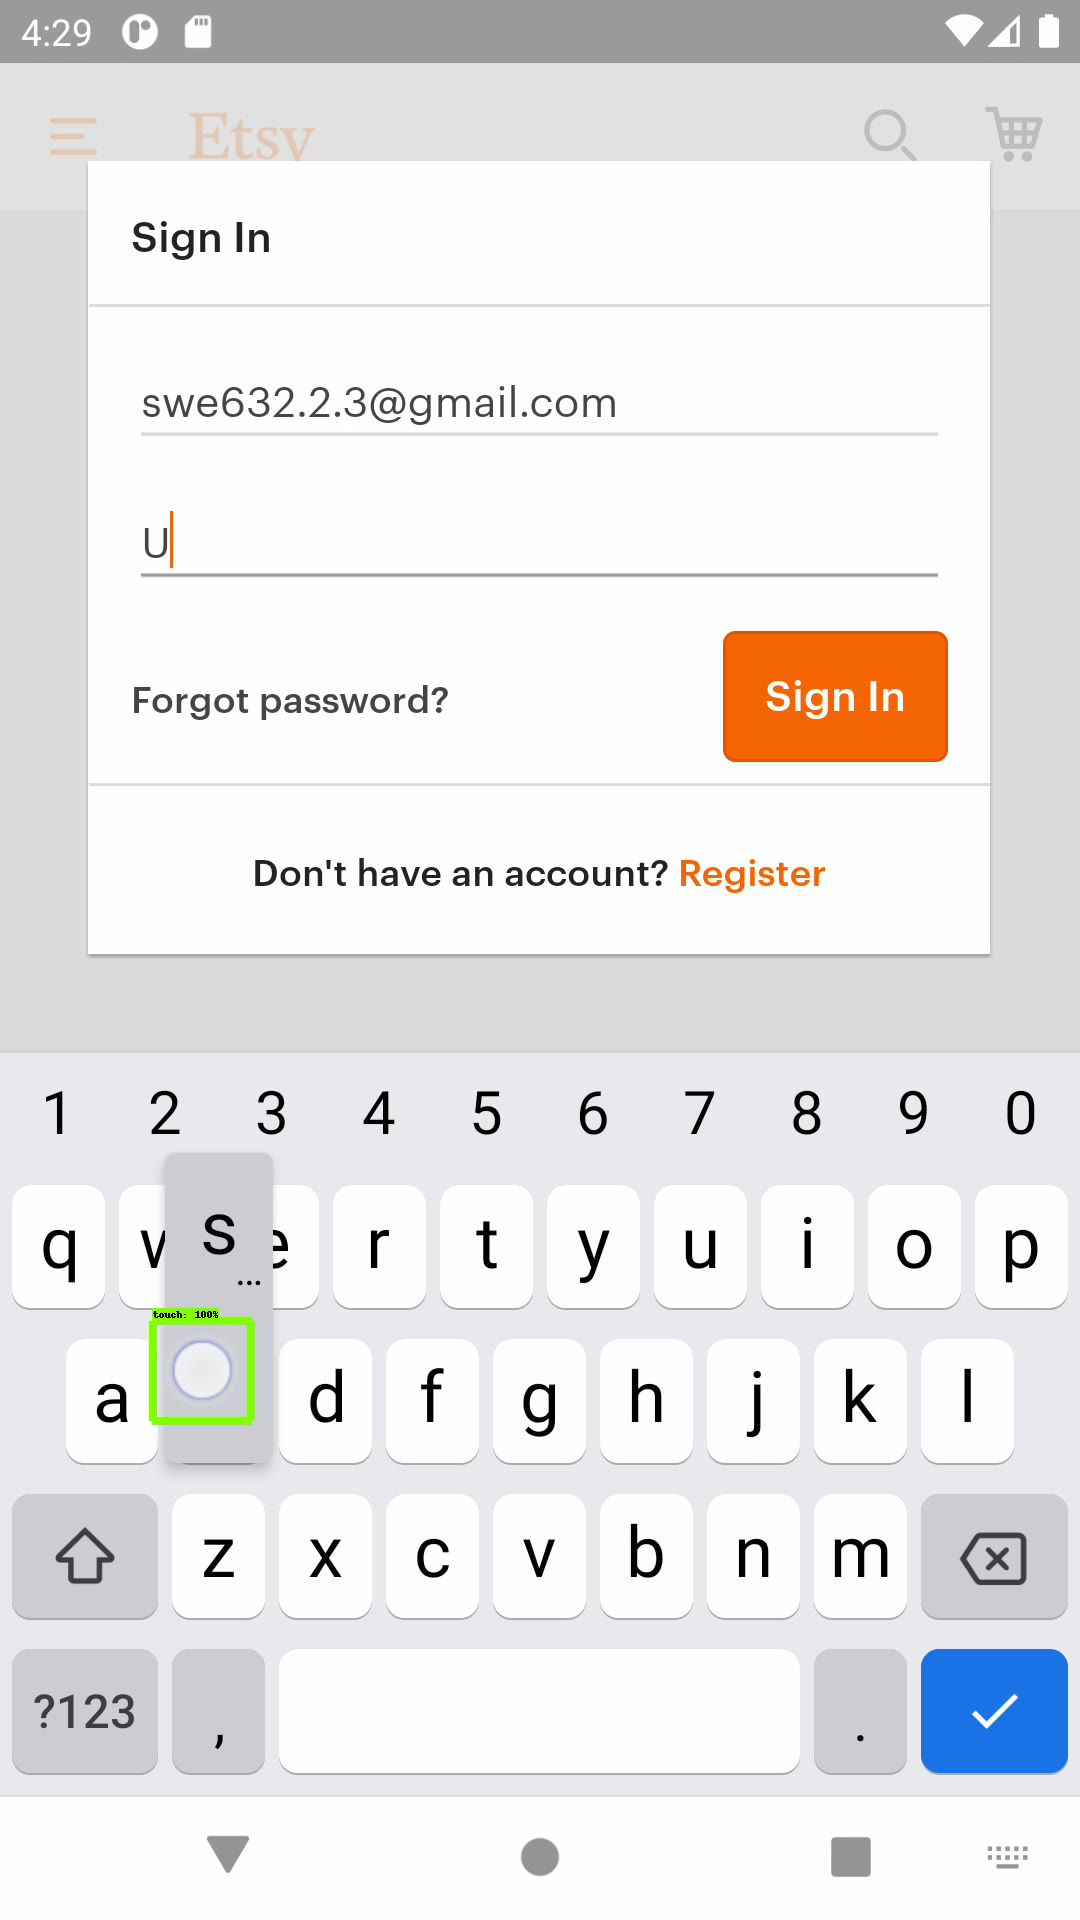 4:29
Etsy
Sign In
swe632.2.3@gmail.com
U
Forgot password?
Sign In
Don't have an account? Register
1 2 3 4 5 6 7 8 9 0
q w e r t y u i o p
s
...
touch: 100%
a d f g h j k l
z x c v b n m
?123 , .